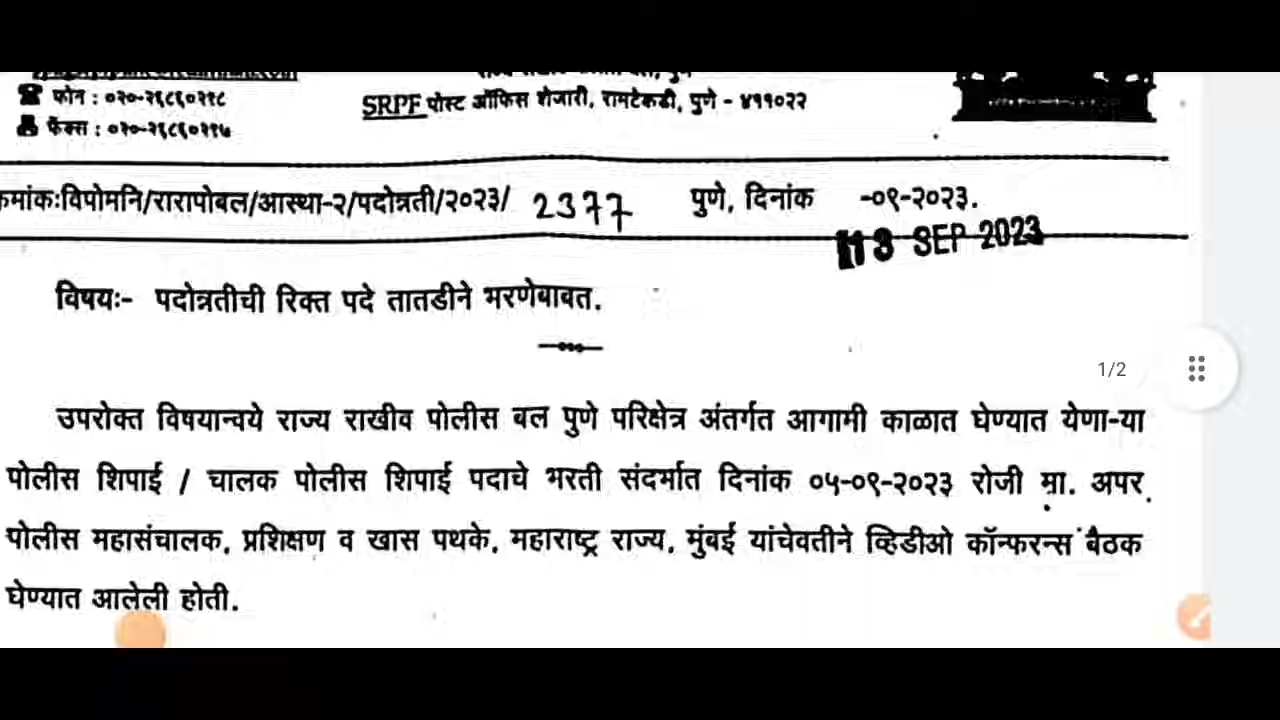 फोन : ०२०-२६८६०२१८
SRPF पोस्ट ऑफिस शेजारी, रामटेकडी, पुणे - ४११०२२
फॅक्स : ०२०-२६८६०२१७
क्रमांकःविपोमनि/रारापोबल/आस्था-२/पदोन्नती/२०२३/ 2377 पुणे, दिनांक -०९-२०२३.
13 SEP 2023
विषयः- पदोन्नतीची रिक्त पदे तातडीने भरणेबाबत.
1/2
उपरोक्त विषयान्वये राज्य राखीव पोलीस बल पुणे परिक्षेत्र अंतर्गत आगामी काळात घेण्यात येणा-या
पोलीस शिपाई / चालक पोलीस शिपाई पदाचे भरती संदर्भात दिनांक ०५-०९-२०२३ रोजी मा. अपर
पोलीस महासंचालक, प्रशिक्षण व खास पथके, महाराष्ट्र राज्य, मुंबई यांचेवतीने व्हिडीओ कॉन्फरन्स बैठक
घेण्यात आलेली होती.